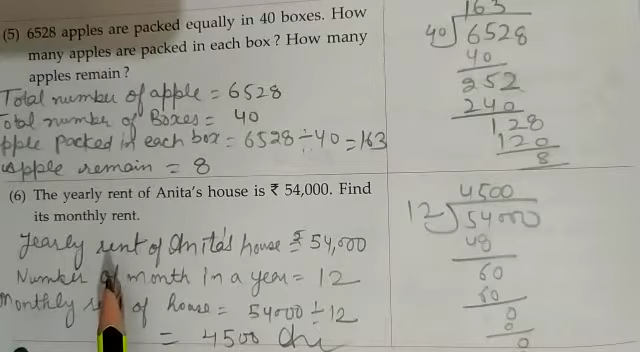 (5) 6528 apples are packed equally in 40 boxes. How
many apples are packed in each box? How many
apples remain?
Total number of apple = 6528
Total number of Boxes = 40
Apple packed in each box = 6528 ÷ 40 = 163
Apple remain = 8
163
40 6528
40
252
240
128
120
8
(6) The yearly rent of Anita's house is ₹ 54,000. Find
its monthly rent.
Yearly rent of Anita's house = ₹ 54,000
Number of month in a year = 12
Monthly of house = 54000 ÷ 12
= 4500
4500
12 54000
48
60
60
0
0
0